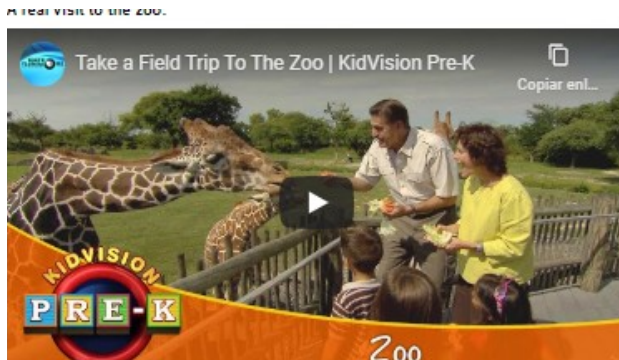 A real visit to the zoo.
Take a Field Trip To The Zoo | KidVision Pre-K
Copiar enl...
KIDVISION
PRE-K
Zoo